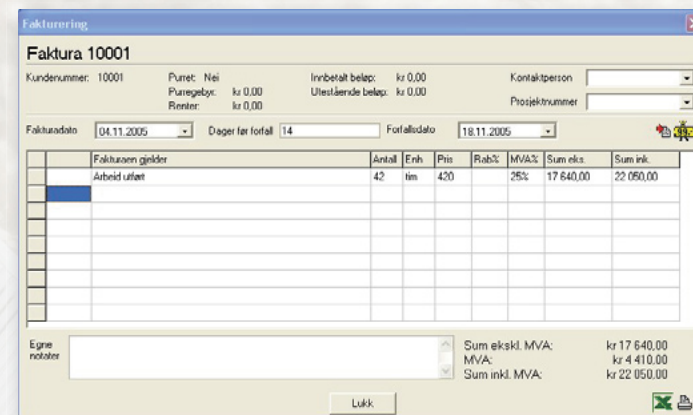 Fakturering
Faktura 10001
Kundenummer: 10001 Purret: Nei Innbetalt beløp: kr 0,00 Kontaktperson
Purregebyr: kr 0,00 Utestående beløp: kr 0,00
Renter: kr 0,00 Prosjektnummer
Fakturadato 04.11.2005 Dager før forfall 14 Forfallsdato 18.11.2005
Fakturaen gjelder Antall Enh Pris Rab% MVA% Sum eks. Sum ink.
Arbeid utført 42 tim 420 25% 17 640,00 22 050,00
Egne notater
Sum ekskl. MVA: kr 17 640,00
MVA: kr 4 410,00
Sum inkl. MVA: kr 22 050,00
Lukk